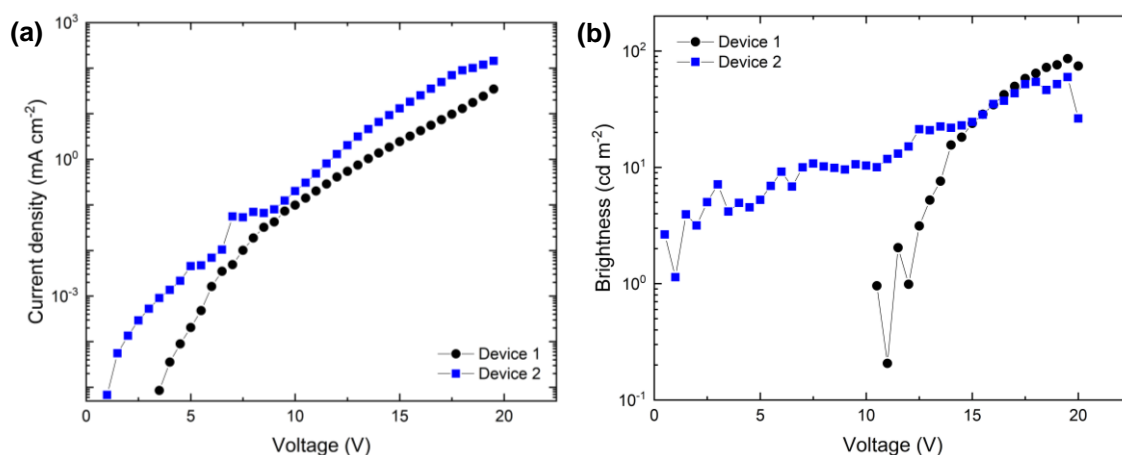 (a)
Current density (mA cm⁻²)
10³
10⁰
10⁻³
0 5 10 15 20
Voltage (V)
Device 1
Device 2
(b)
Device 1
Device 2
Brightness (cd m⁻²)
10²
10¹
10⁰
10⁻¹
0 5 10 15 20
Voltage (V)